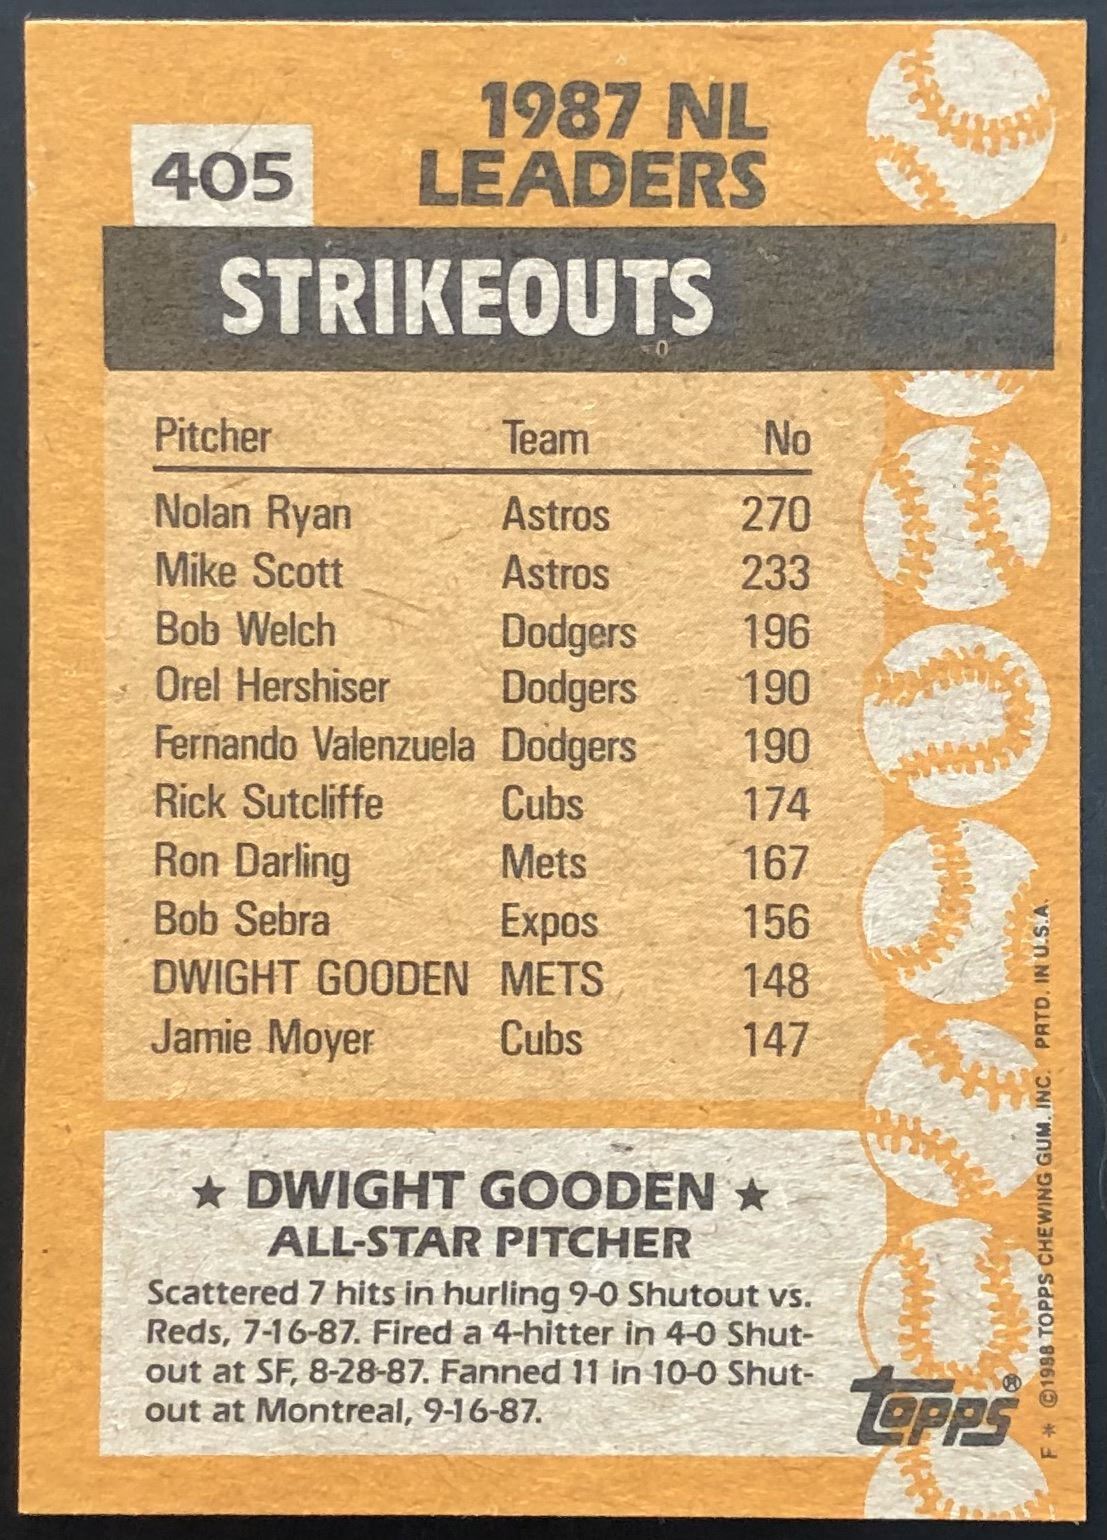 1987 NL
LEADERS
405
STRIKEOUTS
Pitcher Team No
Nolan Ryan Astros 270
Mike Scott Astros 233
Bob Welch Dodgers 196
Orel Hershiser Dodgers 190
Fernando Valenzuela Dodgers 190
Rick Sutcliffe Cubs 174
Ron Darling Mets 167
Bob Sebra Expos 156
DWIGHT GOODEN METS 148
Jamie Moyer Cubs 147
★ DWIGHT GOODEN ★
ALL-STAR PITCHER
Scattered 7 hits in hurling 9-0 Shutout vs.
Reds, 7-16-87. Fired a 4-hitter in 4-0 Shut-
out at SF, 8-28-87. Fanned 11 in 10-0 Shut-
out at Montreal, 9-16-87.
topps®
F * ©1988 TOPPS CHEWING GUM, INC. PRTD. IN U.S.A.